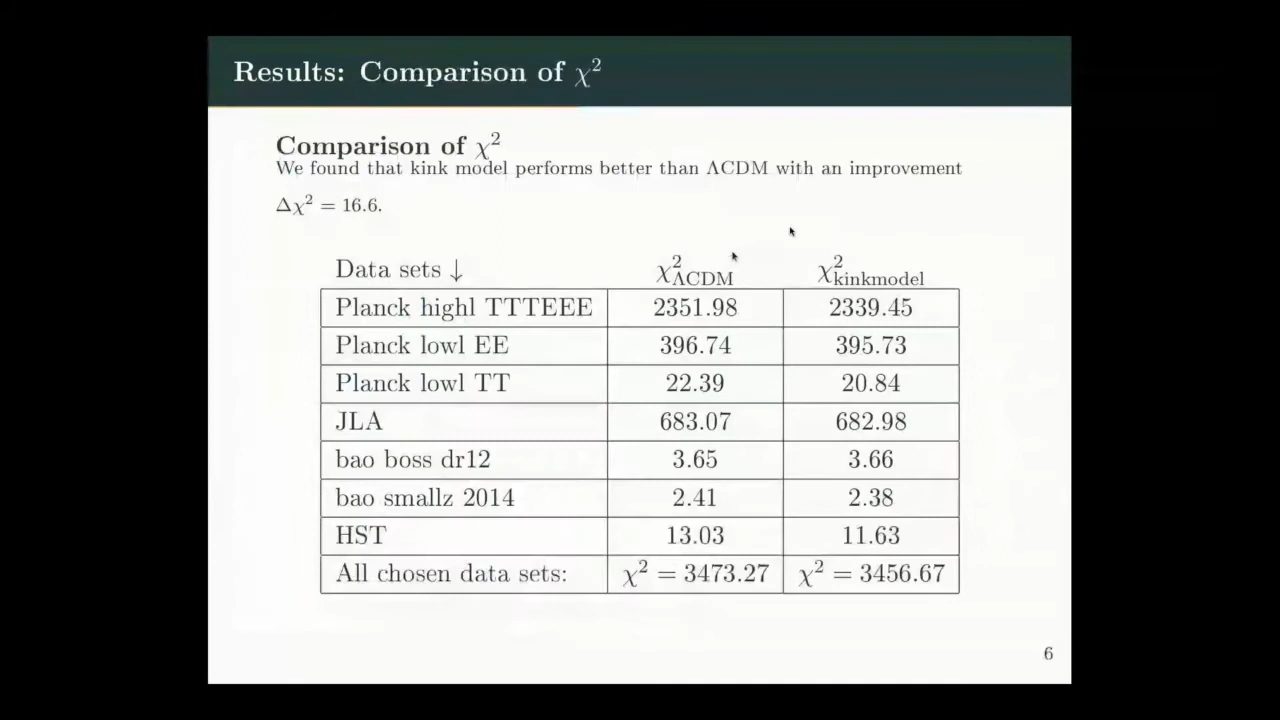 Results: Comparison of χ²
Comparison of χ²
We found that kink model performs better than ΛCDM with an improvement
Δχ² = 16.6.
Data sets ↓ χ²ΛCDM χ²kinkmodel
Planck highl TTTEEE 2351.98 2339.45
Planck lowl EE 396.74 395.73
Planck lowl TT 22.39 20.84
JLA 683.07 682.98
bao boss dr12 3.65 3.66
bao smallz 2014 2.41 2.38
HST 13.03 11.63
All chosen data sets: χ² = 3473.27 χ² = 3456.67
6